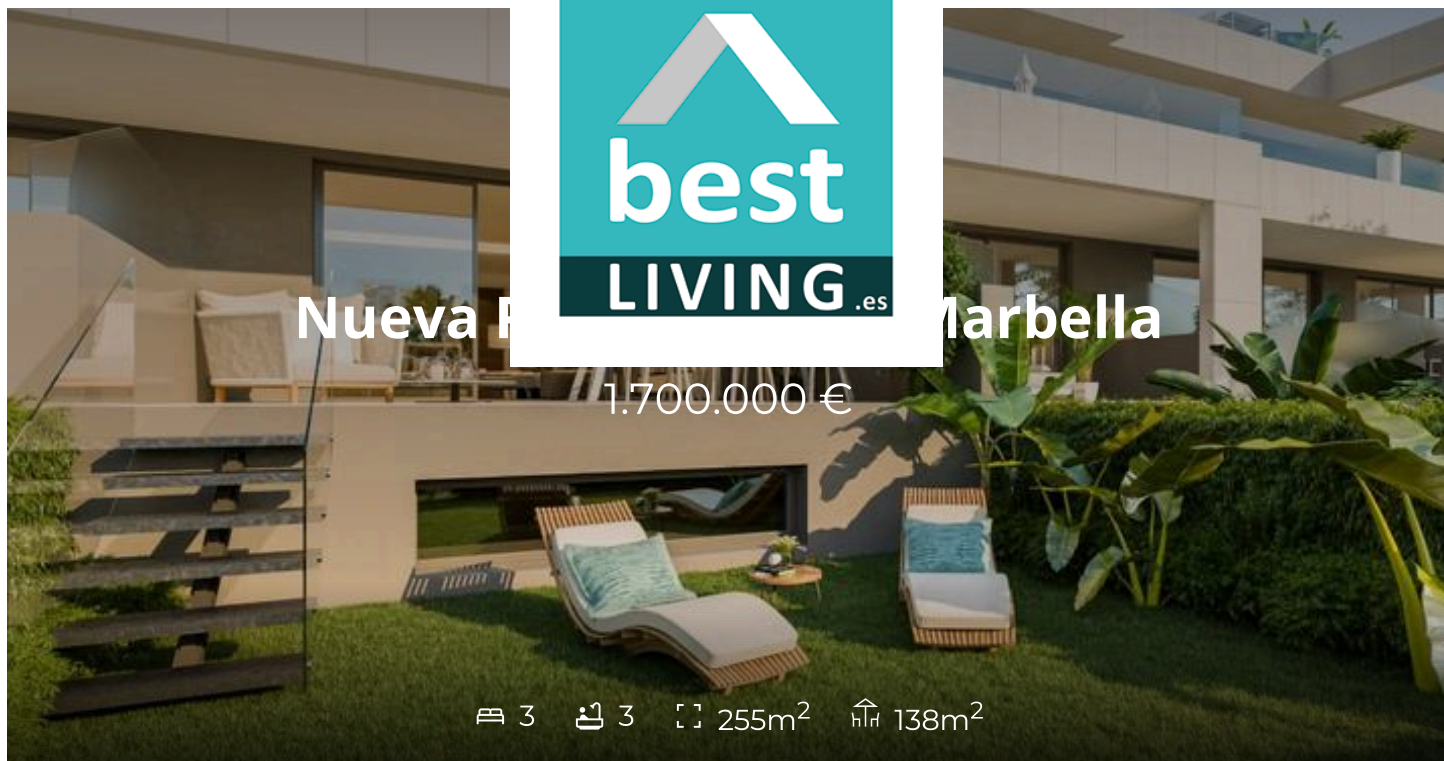 best
LIVING.es
Nueva Marbella
1.700.000 €
3 3 255m² 138m²